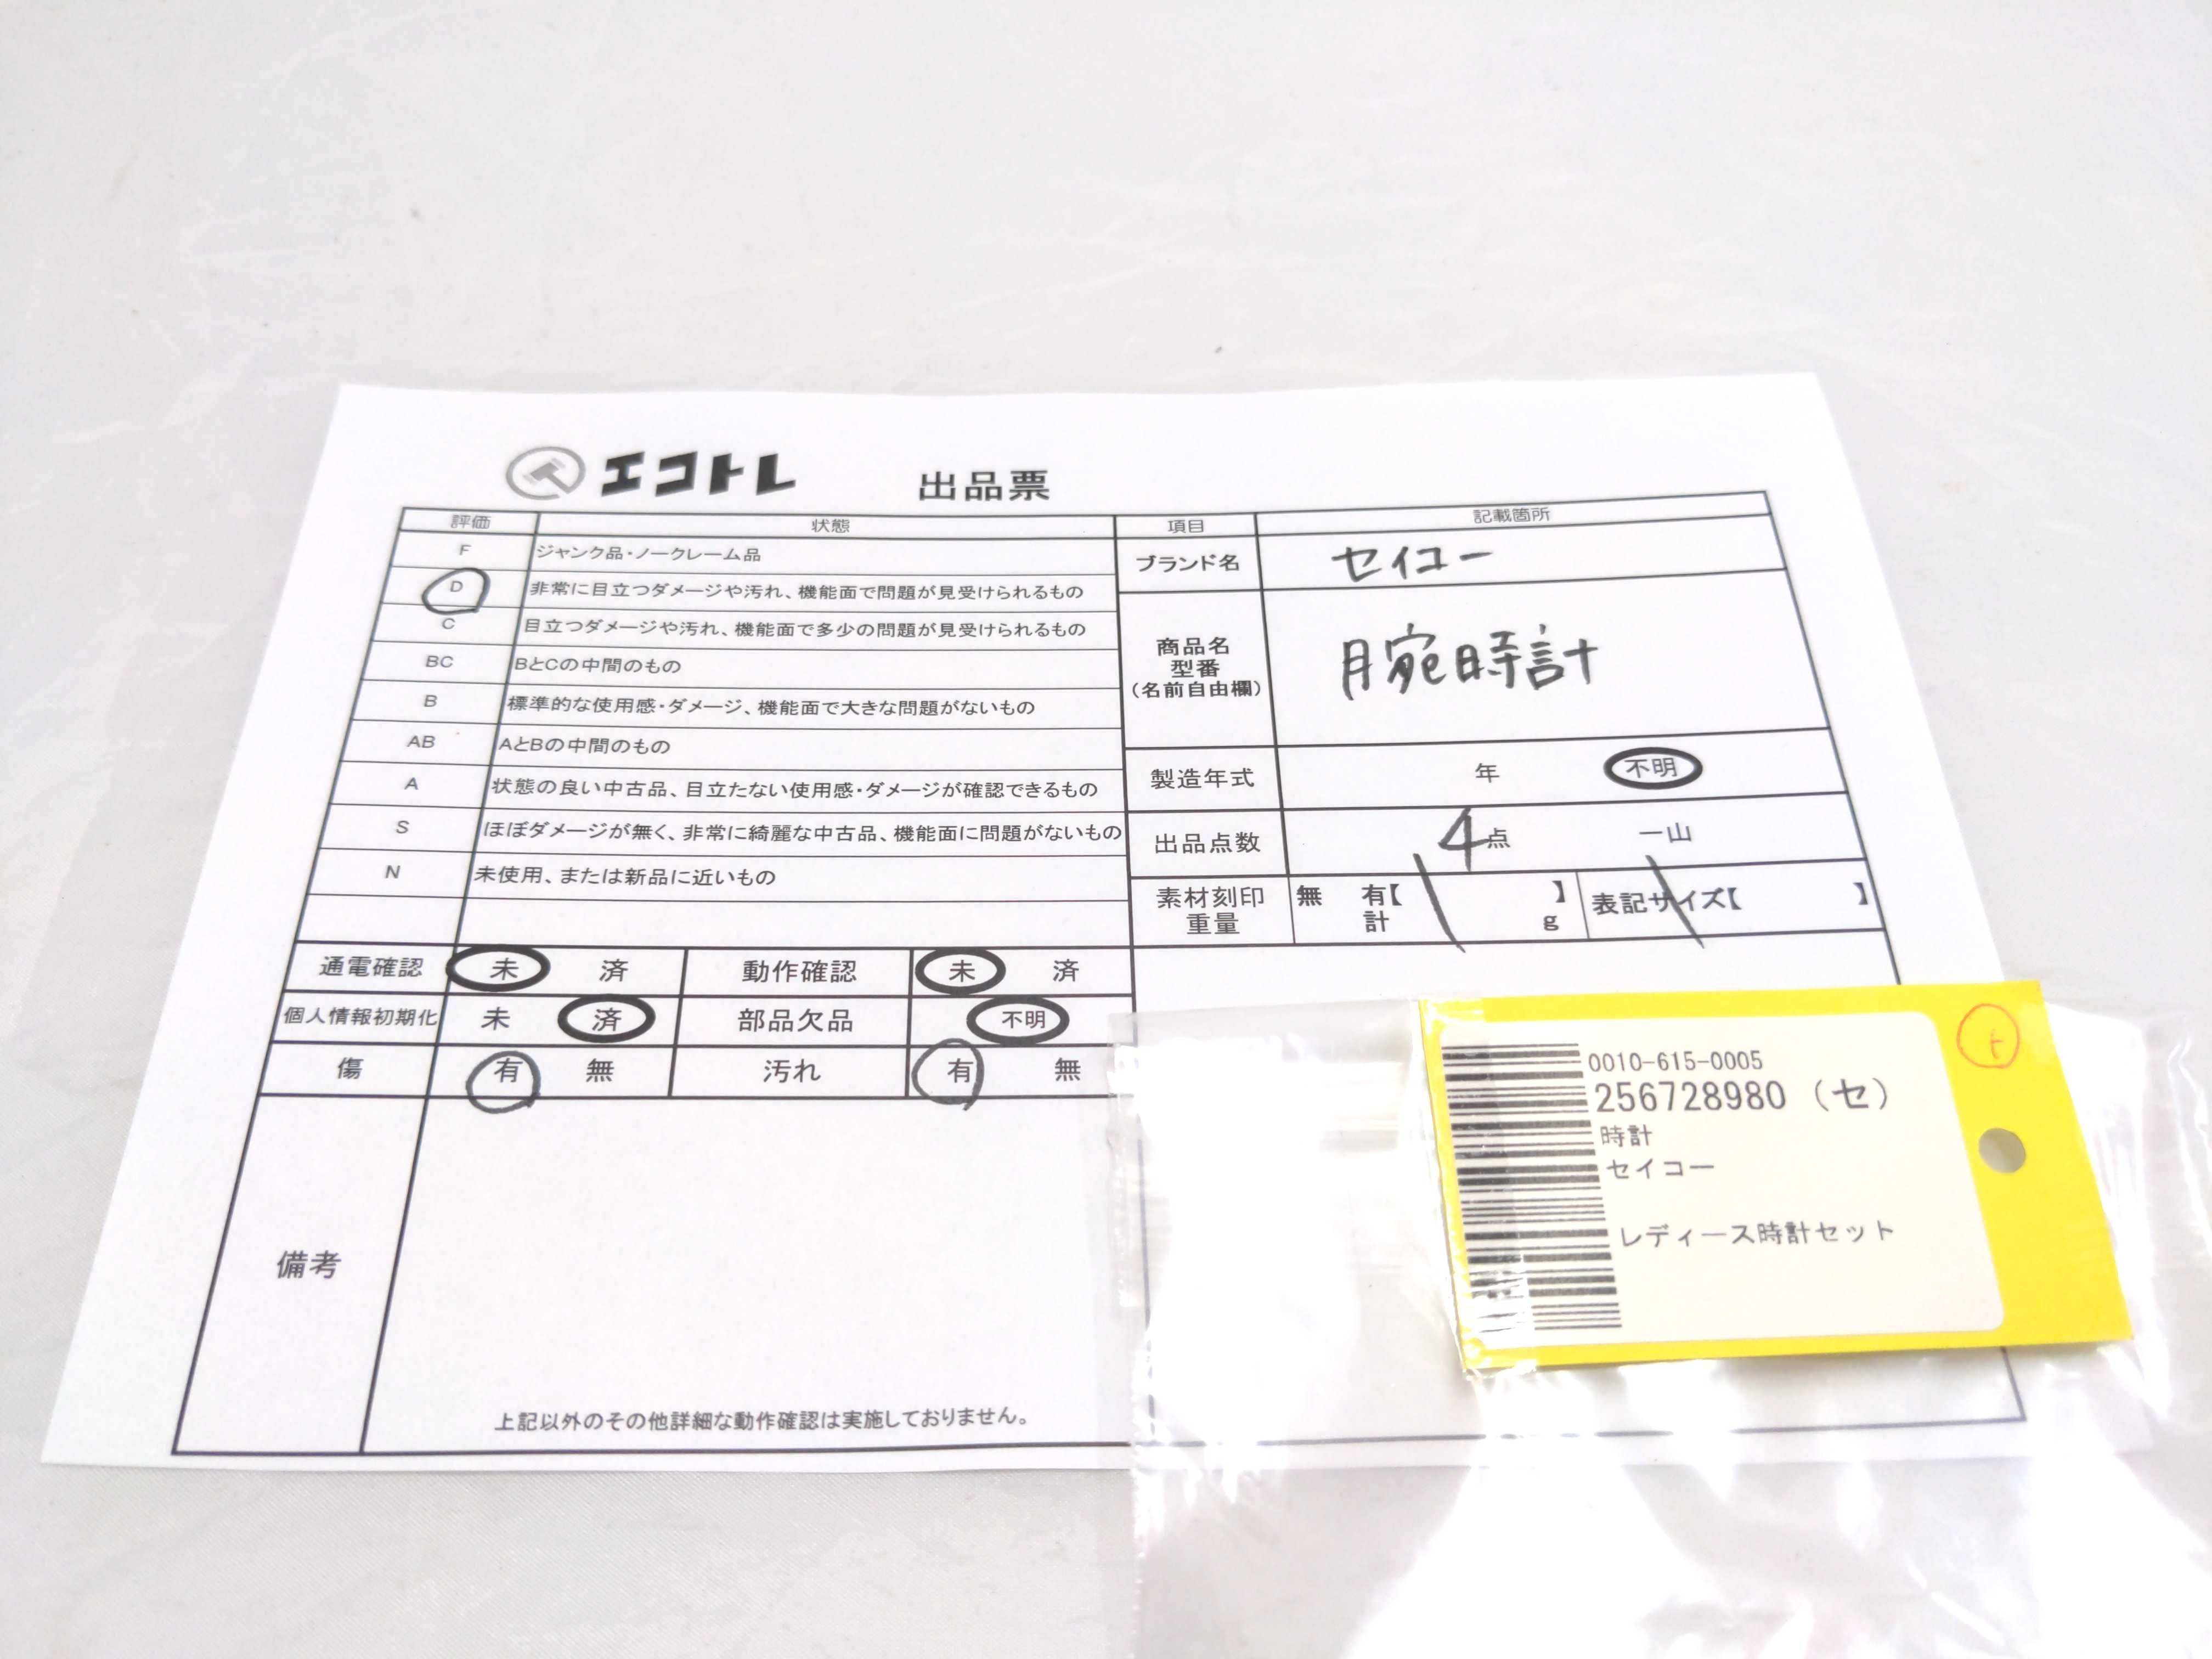 エコトレ 出品票
評価 状態 項目 記載箇所
F ジャンク品・ノークレーム品
D 非常に目立つダメージや汚れ、機能面で問題が見受けられるもの
C 目立つダメージや汚れ、機能面で多少の問題が見受けられるもの
BC BとCの中間のもの
B 標準的な使用感・ダメージ、機能面で大きな問題がないもの
AB AとBの中間のもの
A 状態の良い中古品、目立たない使用感・ダメージが確認できるもの
S ほぼダメージが無く、非常に綺麗な中古品、機能面に問題がないもの
N 未使用、または新品に近いもの
ブランド名 セイコー
商品名
型番
(名前自由欄)
腕時計
製造年式 年 不明
出品点数 4点 一山
素材刻印 無 有【 】 表記サイズ【 】
重量 計 g
通電確認 未 済 動作確認 未 済
個人情報初期化 未 済 部品欠品 不明
傷 有 無 汚れ 有 無
備考
上記以外のその他詳細な動作確認は実施しておりません。
0010-615-0005
256728980 (セ)
時計
セイコー
レディース時計セット